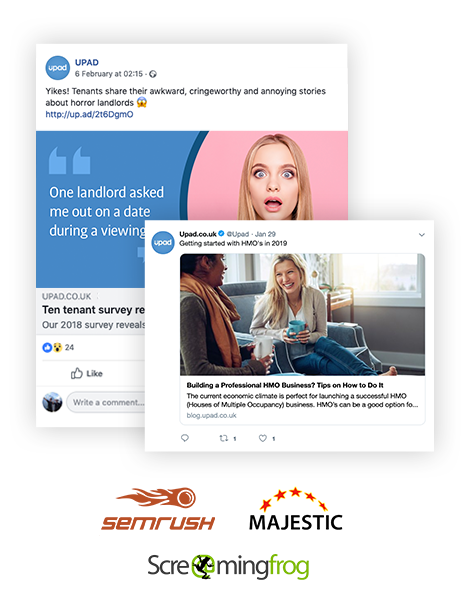 upad
UPAD
6 February at 02:15
Yikes! Tenants share their awkward, cringeworthy and annoying stories
about horror landlords 😱
http://up.ad/2t6DgmO
One landlord asked
me out on a date
during a viewing
UPAD.CO.UK
Ten tenant survey re
Our 2018 survey reveals
24
Like
Write a comment...
upad
Upad.co.uk @Upad · Jan 29
Getting started with HMO's in 2019
Building a Professional HMO Business? Tips on How to Do It
The current economic climate is perfect for launching a successful HMO
(Houses of Multiple Occupancy) business. HMO's can be a good option fo...
blog.upad.co.uk
1 1
semrush
MAJESTIC
Screamingfrog